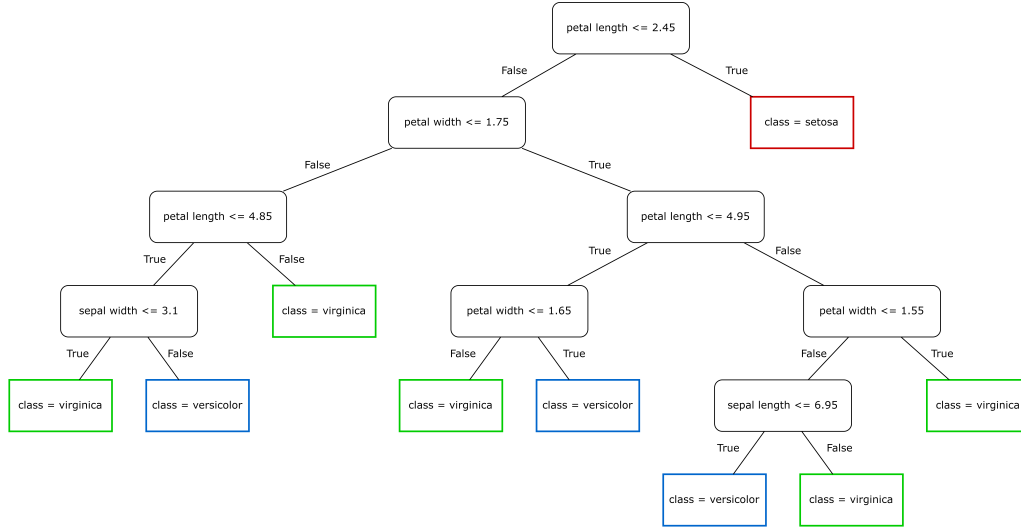 petal length <= 2.45
False
True
petal width <= 1.75
class = setosa
False
True
petal length <= 4.85
petal length <= 4.95
True
False
True
False
sepal width <= 3.1
class = virginica
petal width <= 1.65
petal width <= 1.55
True
False
False
True
False
True
class = virginica
class = versicolor
class = virginica
class = versicolor
sepal length <= 6.95
class = virginica
True
False
class = versicolor
class = virginica